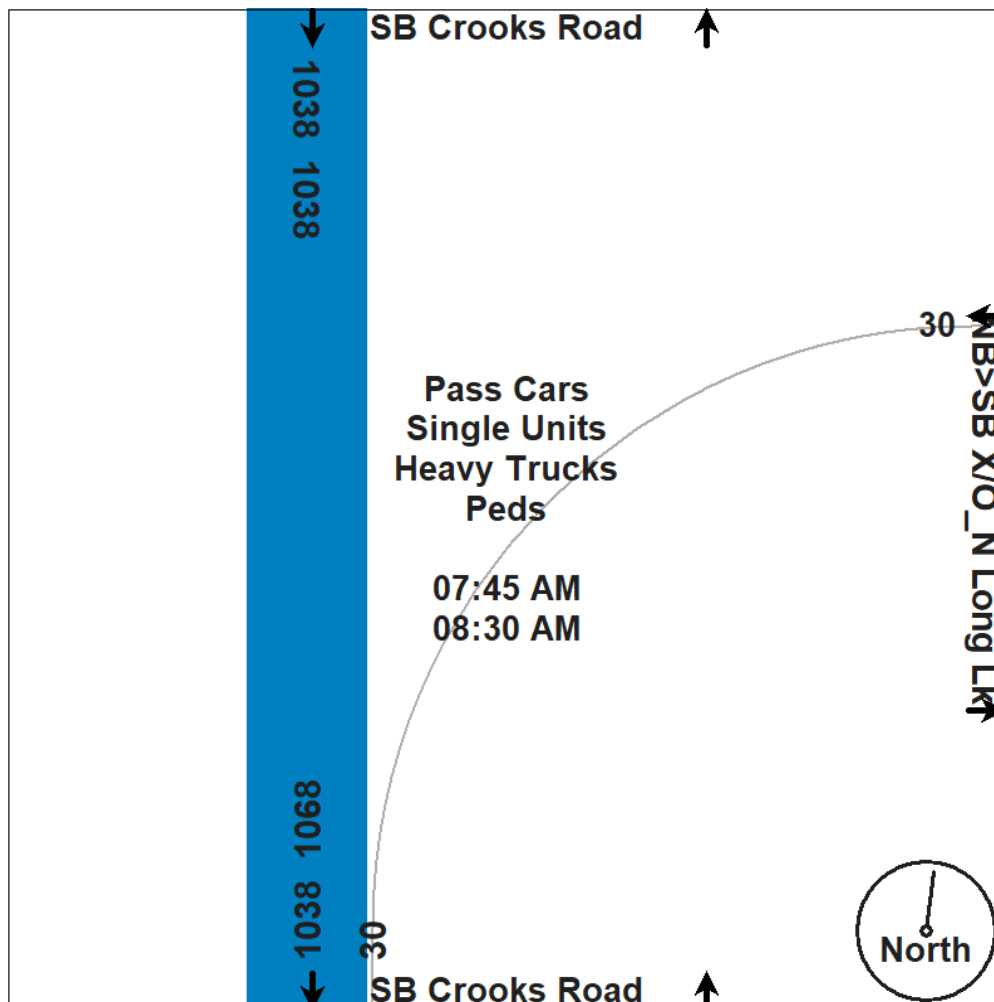 SB Crooks Road
1038 1038
30
NB>SB X/O_N Long Lk
Pass Cars
Single Units
Heavy Trucks
Peds
07:45 AM
08:30 AM
1038 1068
30
North
SB Crooks Road